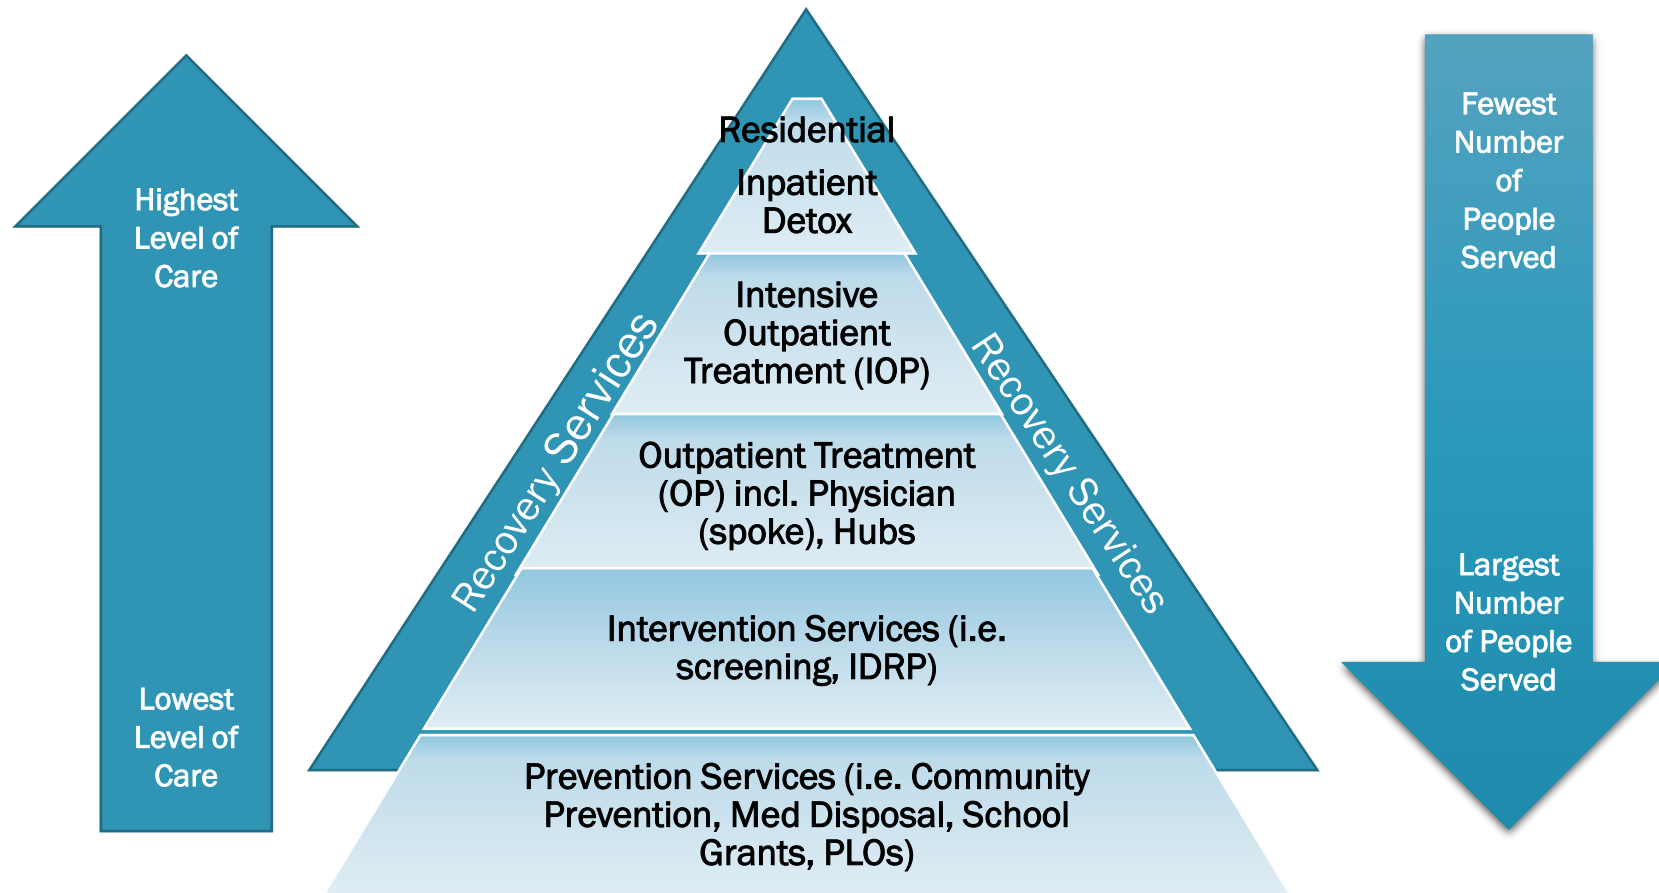 Highest
Level of
Care
Lowest
Level of
Care
Recovery Services
Residential
Inpatient
Detox
Intensive
Outpatient
Treatment (IOP)
Outpatient Treatment
(OP) incl. Physician
(spoke), Hubs
Intervention Services (i.e.
screening, IDRP)
Prevention Services (i.e. Community
Prevention, Med Disposal, School
Grants, PLOs)
Recovery Services
Fewest
Number
of
People
Served
Largest
Number
of People
Served